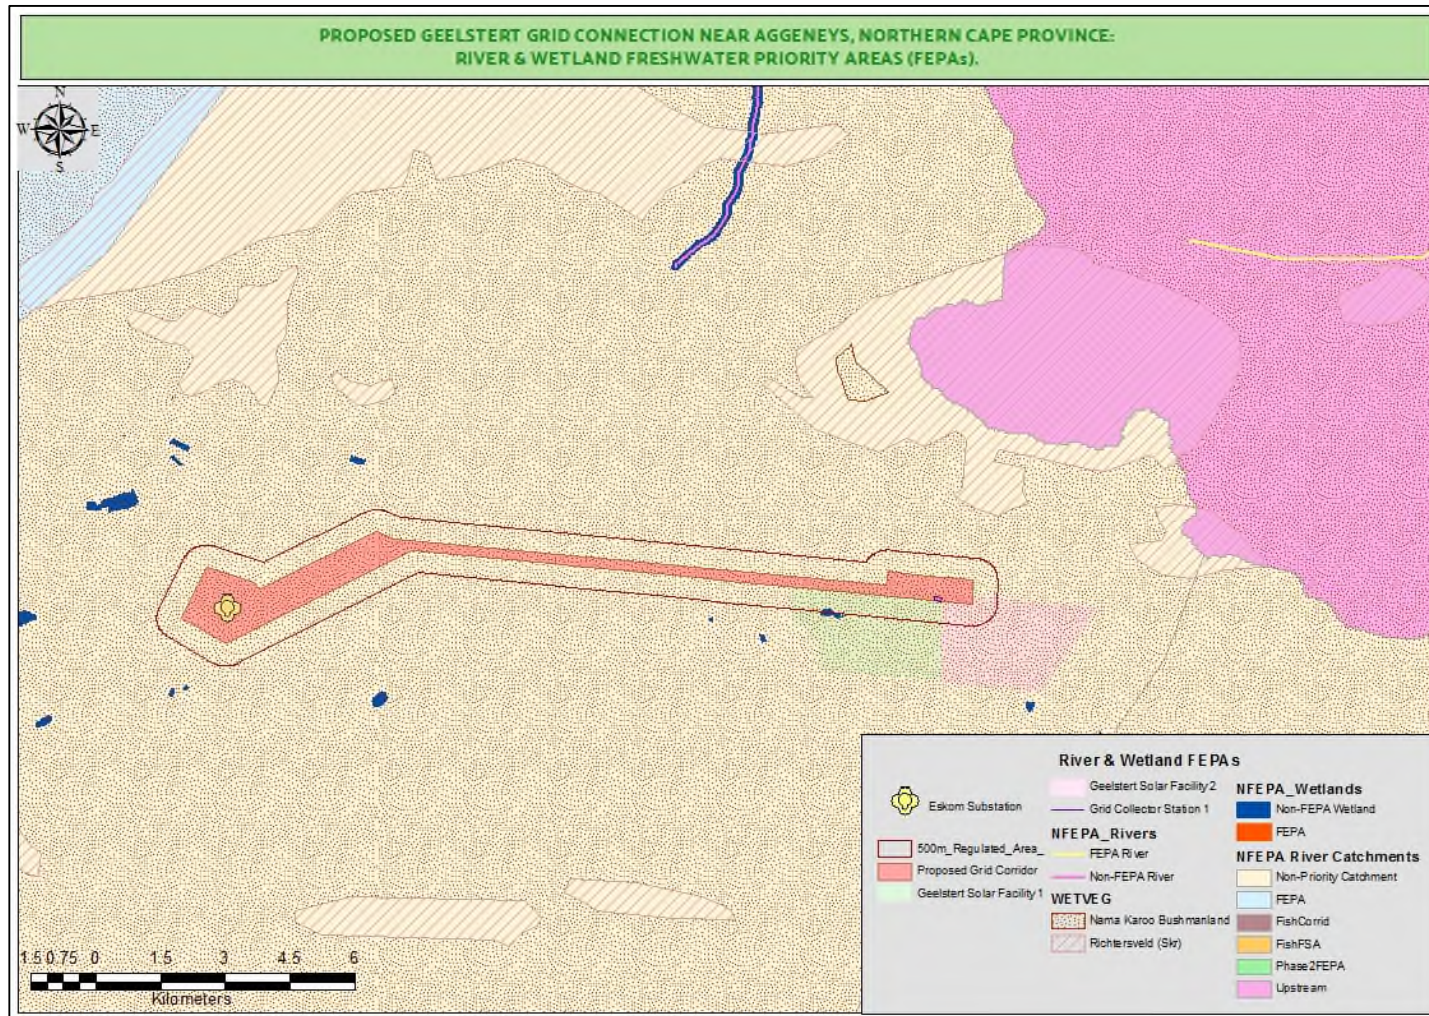 PROPOSED GEELSTERT GRID CONNECTION NEAR AGGENEYS, NORTHERN CAPE PROVINCE:
RIVER & WETLAND FRESHWATER PRIORITY AREAS (FEPAs).
N
W E
S
River & Wetland FEPAs
Eskom Substation
500m_Regulated_Area_
Proposed Grid Corridor
Geelstert Solar Facility 1
Geelstert Solar Facility 2
Grid Collector Station 1
NFEPA_Rivers
FEPA River
Non-FEPA River
WETVEG
Nama Karoo Bushmanland
Richtersveld (Skr)
NFEPA_Wetlands
Non-FEPA Wetland
FEPA
NFEPA River Catchments
Non-Priority Catchment
FEPA
FishCorrid
FishFSA
Phase2FEPA
Upstream
1.5 0.75 0 1.5 3 4.5 6
Kilometers